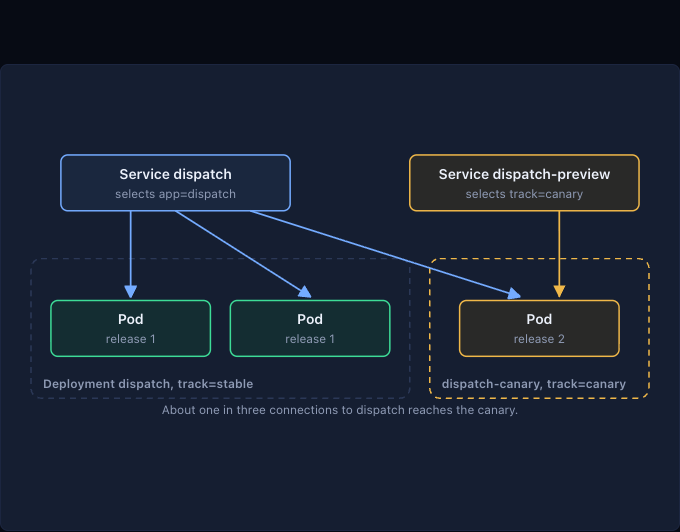 Service dispatch
selects app=dispatch
Service dispatch-preview
selects track=canary
Pod
release 1
Pod
release 1
Pod
release 2
Deployment dispatch, track=stable
dispatch-canary, track=canary
About one in three connections to dispatch reaches the canary.